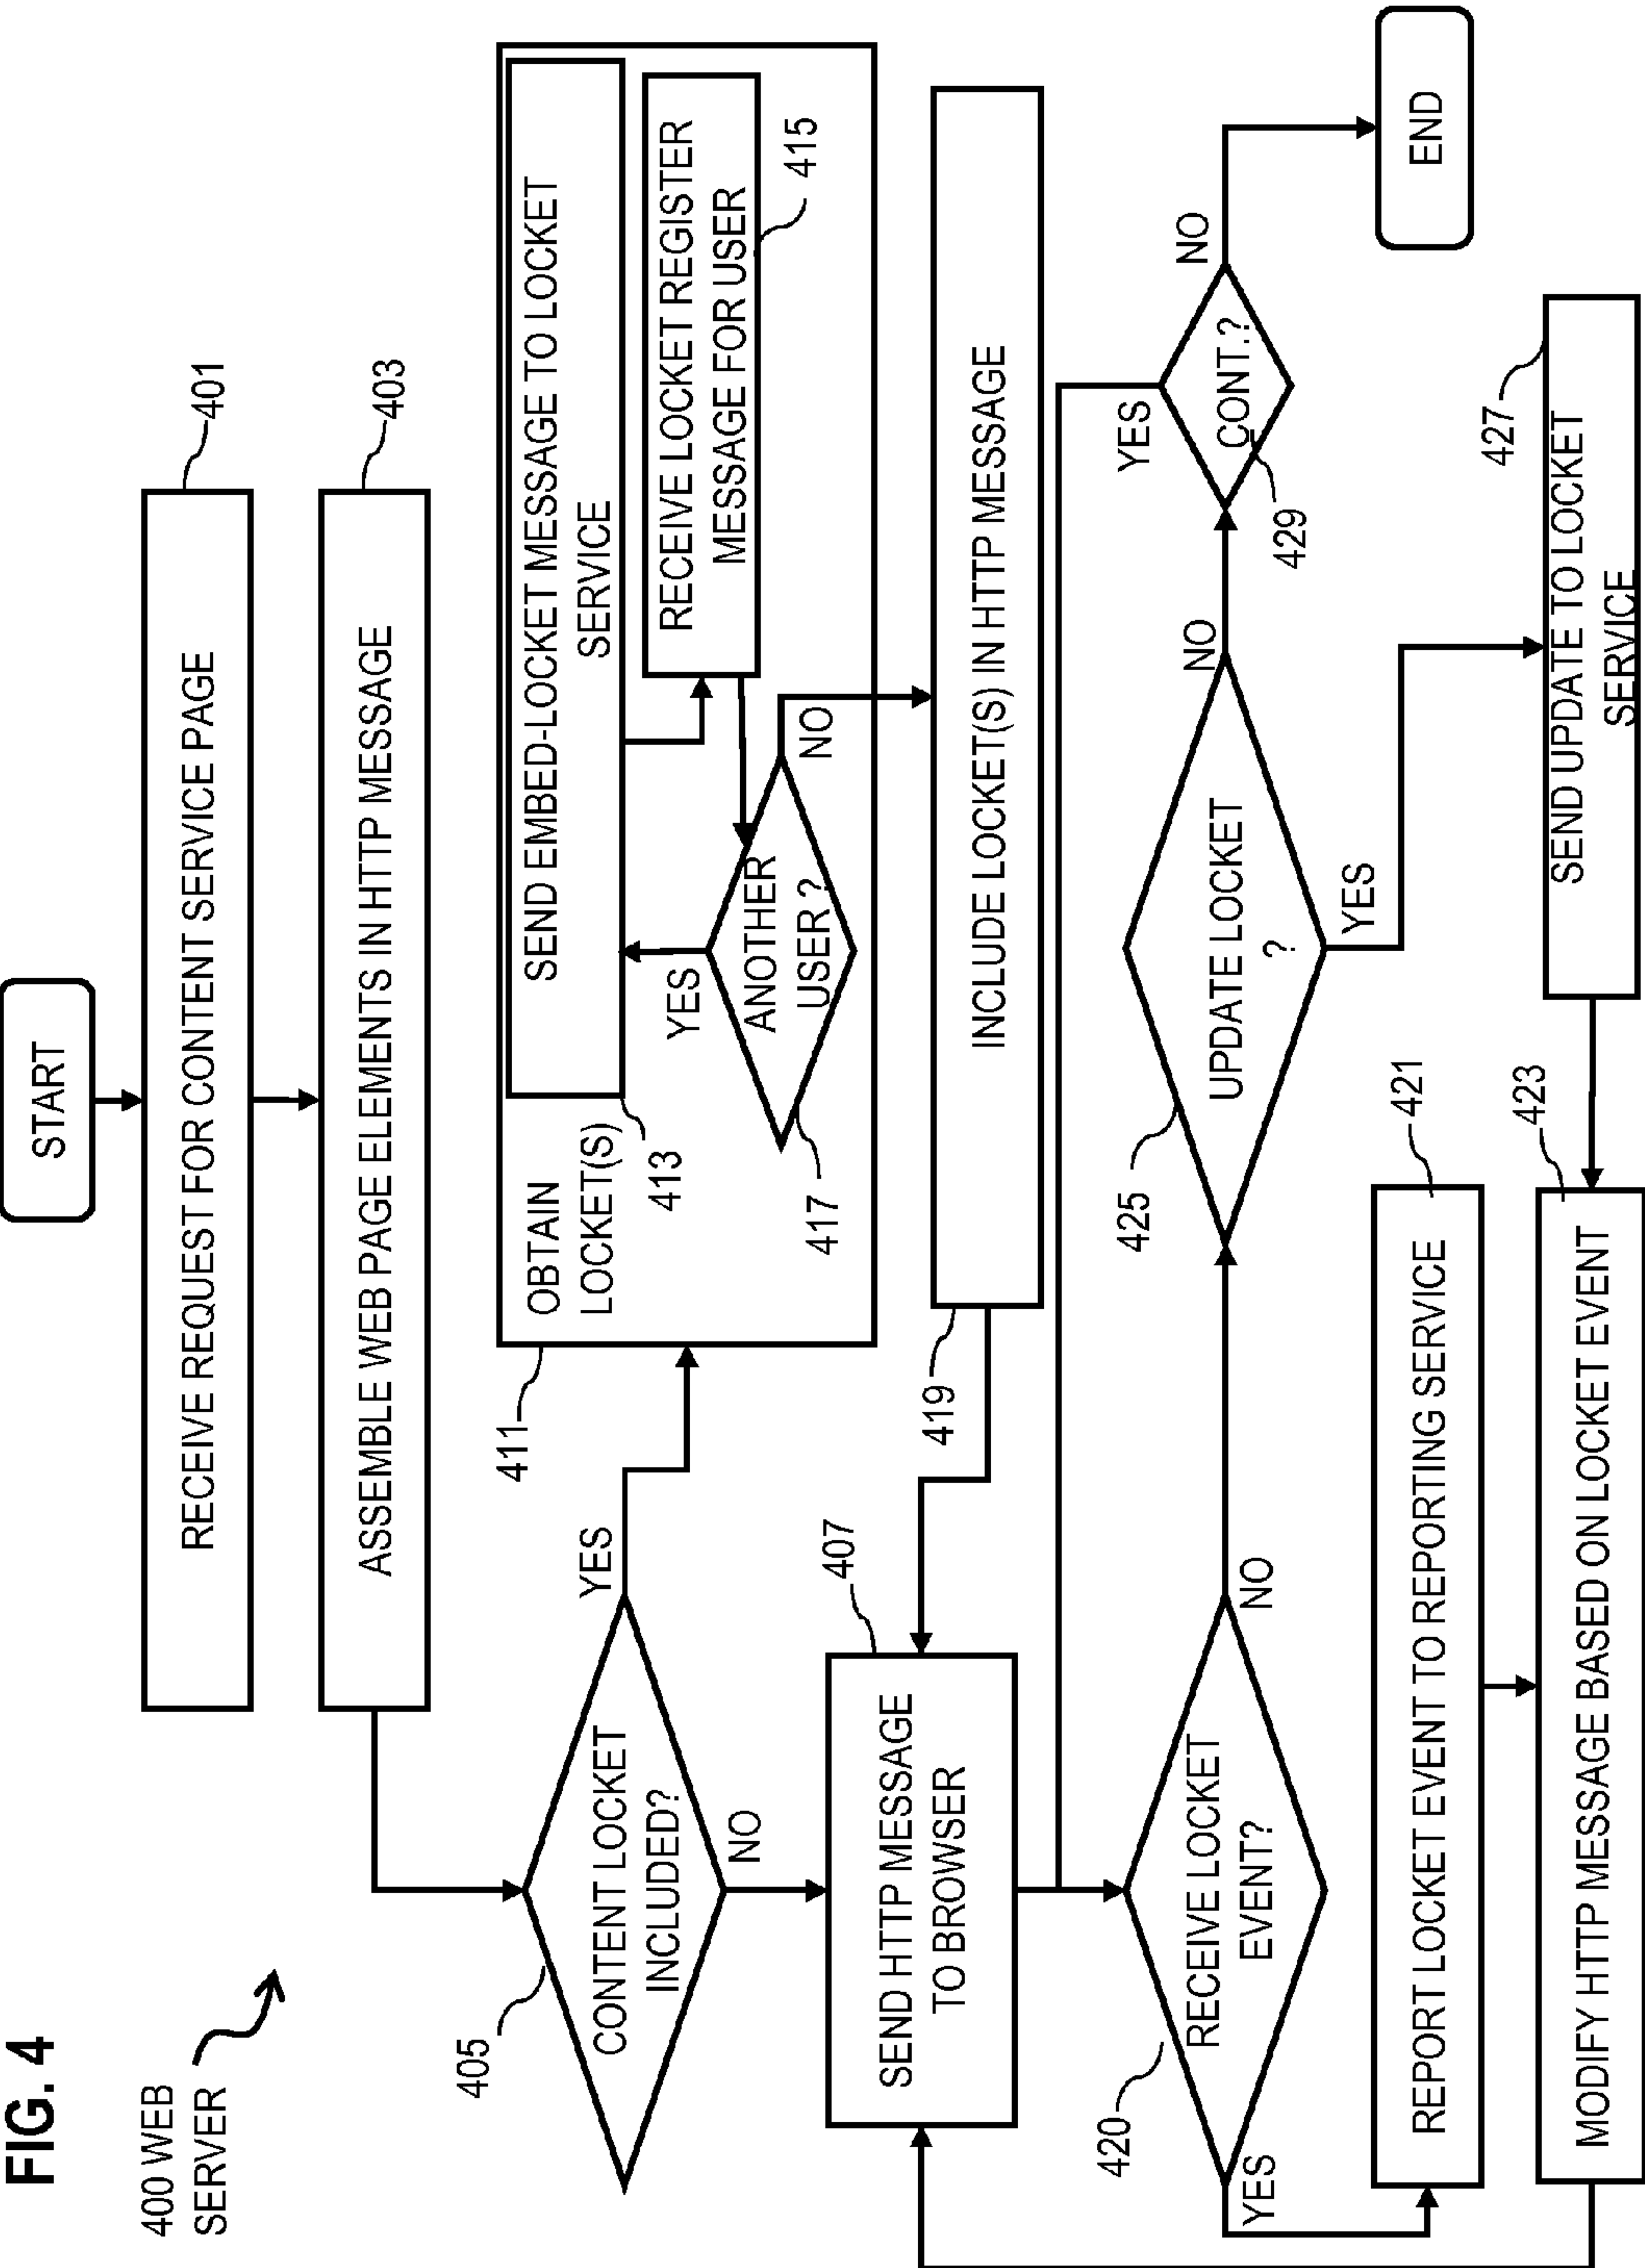 FIG. 4
400 WEB
SERVER
START
RECEIVE REQUEST FOR CONTENT SERVICE PAGE
401
ASSEMBLE WEB PAGE ELEMENTS IN HTTP MESSAGE
403
405
CONTENT LOCKET
INCLUDED?
YES
NO
411
OBTAIN
LOCKET(S)
413
SEND EMBED-LOCKET MESSAGE TO LOCKET
SERVICE
RECEIVE LOCKET REGISTER
MESSAGE FOR USER
415
417
ANOTHER
USER ?
YES
NO
407
SEND HTTP MESSAGE
TO BROWSER
419
INCLUDE LOCKET(S) IN HTTP MESSAGE
420
RECEIVE LOCKET
EVENT?
YES
NO
425
UPDATE LOCKET
?
NO
YES
429
CONT.?
YES
NO
END
REPORT LOCKET EVENT TO REPORTING SERVICE
421
MODIFY HTTP MESSAGE BASED ON LOCKET EVENT
423
SEND UPDATE TO LOCKET
SERVICE
427